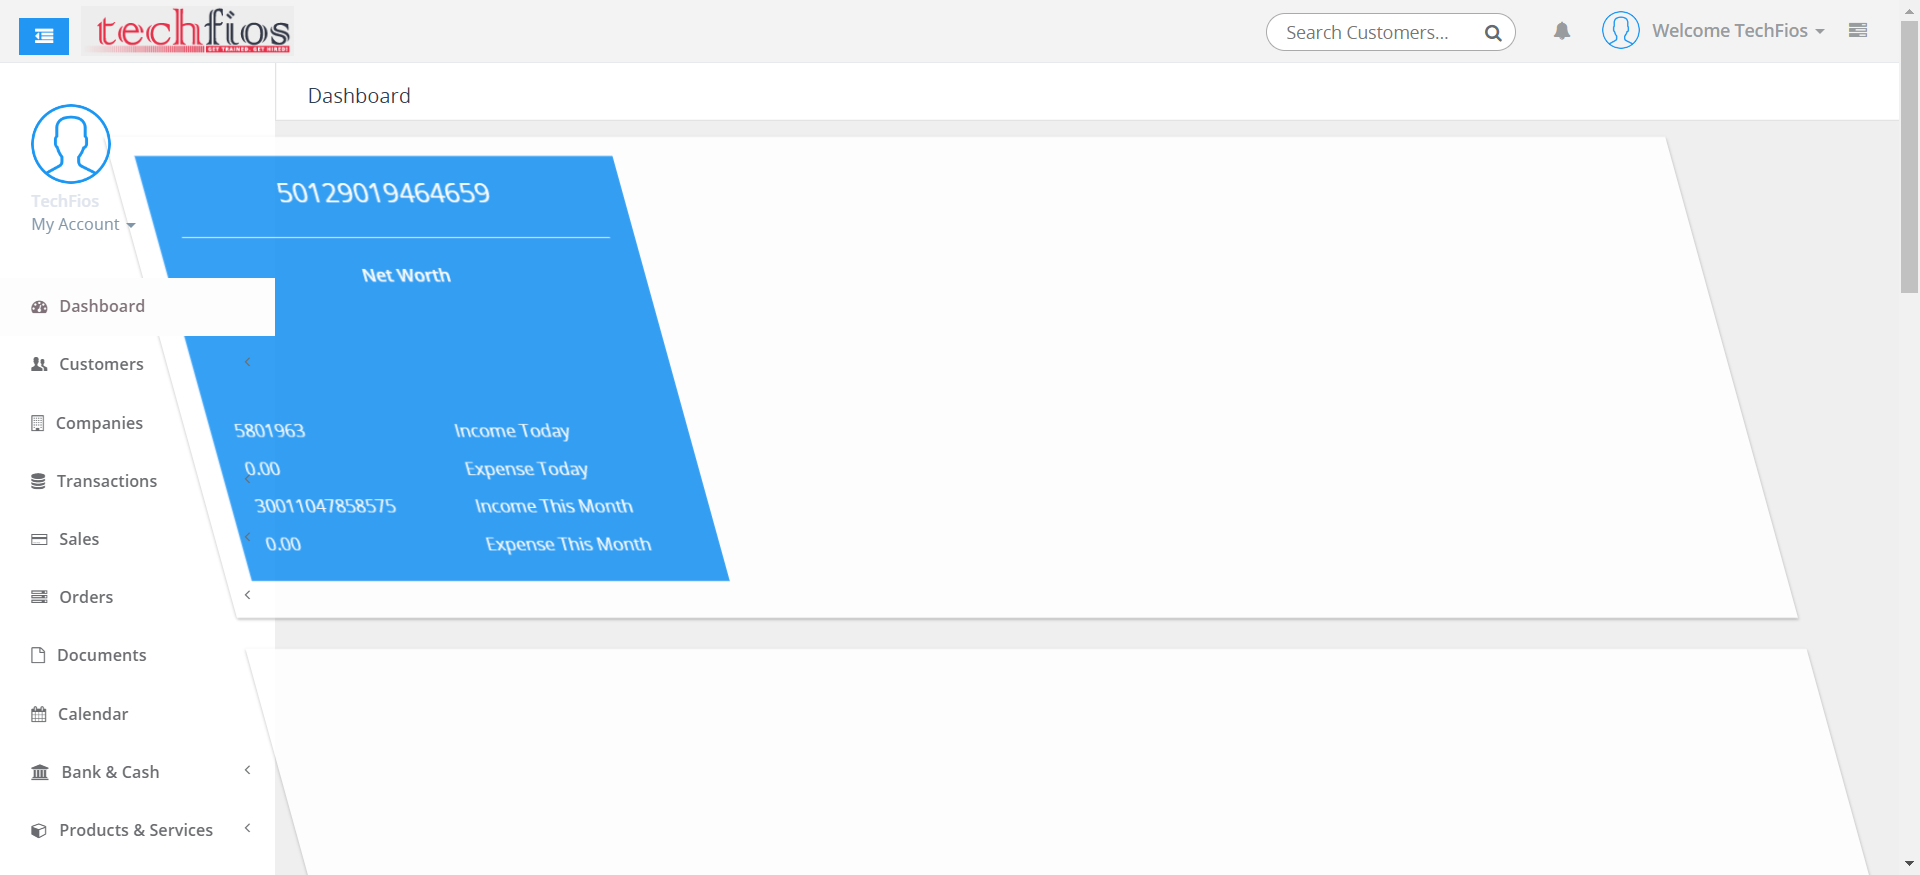 techfios
GET TRAINED. GET HIRED!
Search Customers...
Welcome TechFios
Dashboard
TechFios
My Account
Dashboard
Customers
Companies
Transactions
Sales
Orders
Documents
Calendar
Bank & Cash
Products & Services
50129019464659
Net Worth
5801963 Income Today
0.00 Expense Today
30011047858575 Income This Month
0.00 Expense This Month